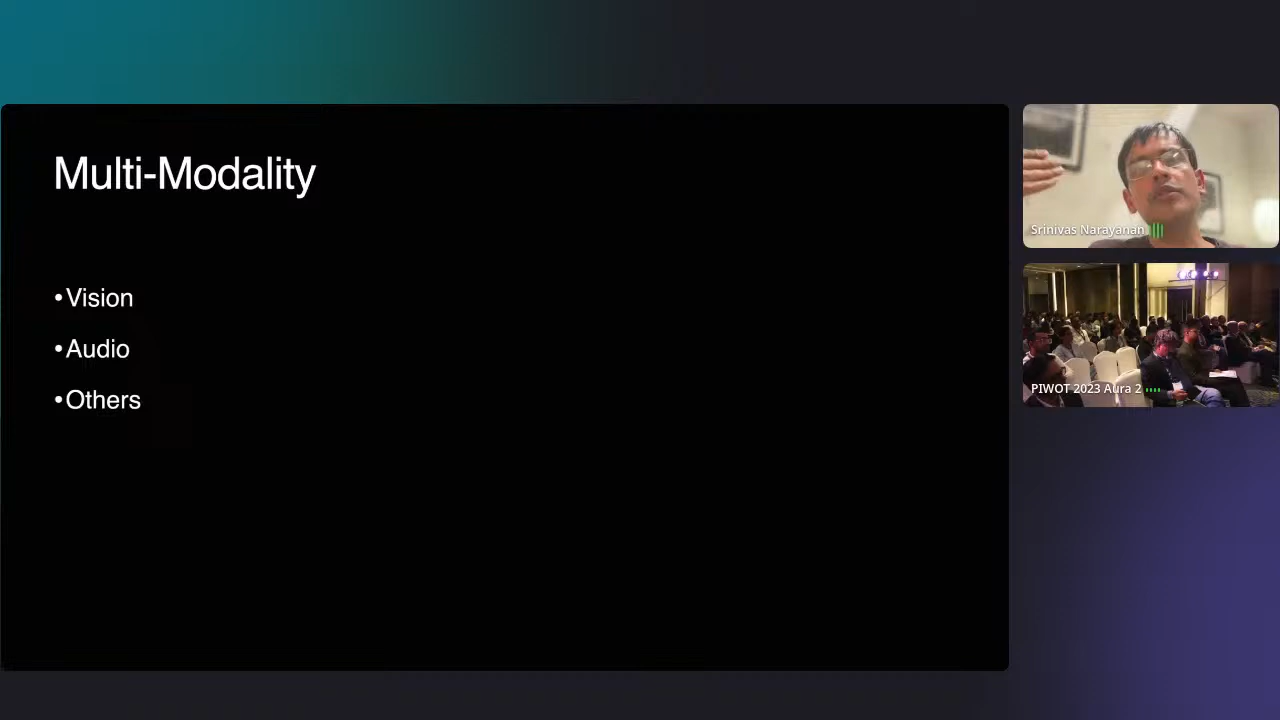 Multi-Modality
•Vision
•Audio
•Others
Srinivas Narayanan
PIWOT 2023 Aura 2